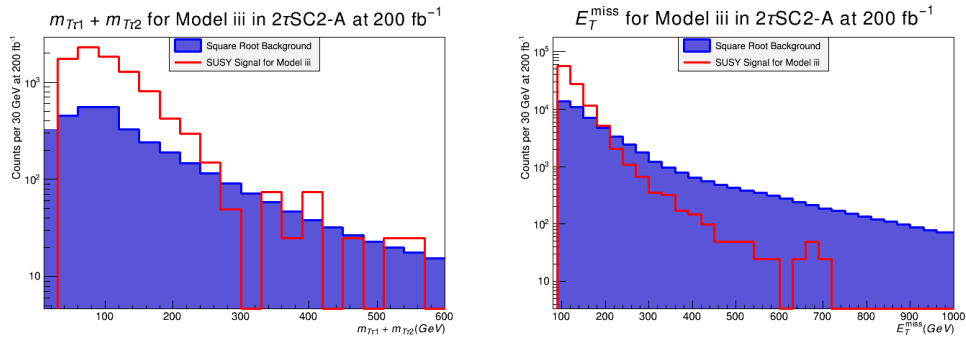 m_Tτ1 + m_Tτ2 for Model iii in 2τSC2-A at 200 fb⁻¹
Counts per 30 GeV at 200 fb⁻¹
Square Root Background
SUSY Signal for Model iii
10³
10²
10
100 200 300 400 500 600
m_Tτ1 + m_Tτ2(GeV)
E_T^miss for Model iii in 2τSC2-A at 200 fb⁻¹
Counts per 30 GeV at 200 fb⁻¹
Square Root Background
SUSY Signal for Model iii
10⁵
10⁴
10³
10²
10
100 200 300 400 500 600 700 800 900 1000
E_T^miss(GeV)